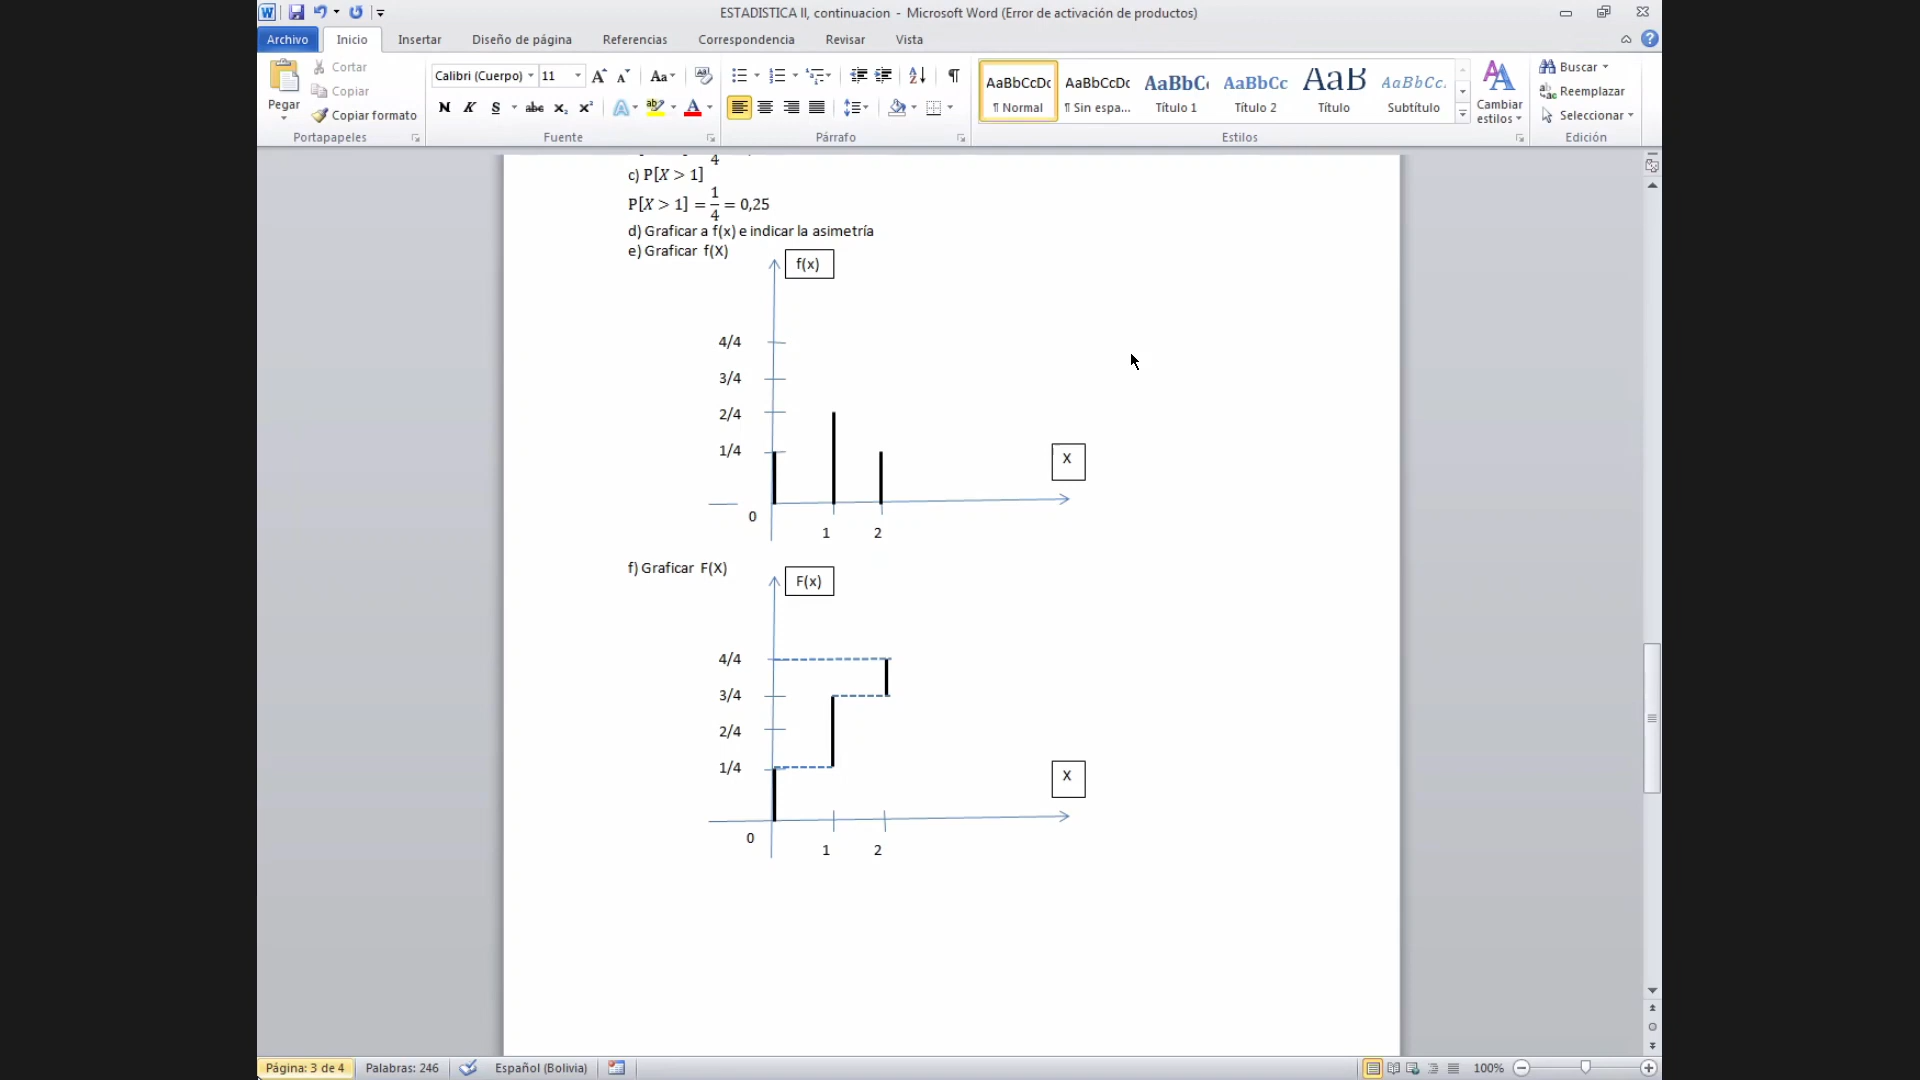 ESTADISTICA II, continuacion - Microsoft Word (Error de activación de productos)
Archivo Inicio Insertar Diseño de página Referencias Correspondencia Revisar Vista
Pegar
Cortar
Copiar
Copiar formato
Portapapeles
Calibri (Cuerpo) 11
N K S abc x₂ x²
Fuente
Párrafo
AaBbCcDc AaBbCcDc AaBbC AaBbCc AaB AaBbCc.
¶ Normal ¶ Sin espa... Título 1 Título 2 Título Subtítulo
Cambiar estilos
Estilos
Buscar
Reemplazar
Seleccionar
Edición
4
c) P[X > 1]
P[X > 1] = 1/4 = 0,25
d) Graficar a f(x) e indicar la asimetría
e) Graficar f(X)
f(x)
4/4
3/4
2/4
1/4
X
0
1 2
f) Graficar F(X)
F(x)
4/4
3/4
2/4
1/4
X
0
1 2
Página: 3 de 4 Palabras: 246 Español (Bolivia) 100%